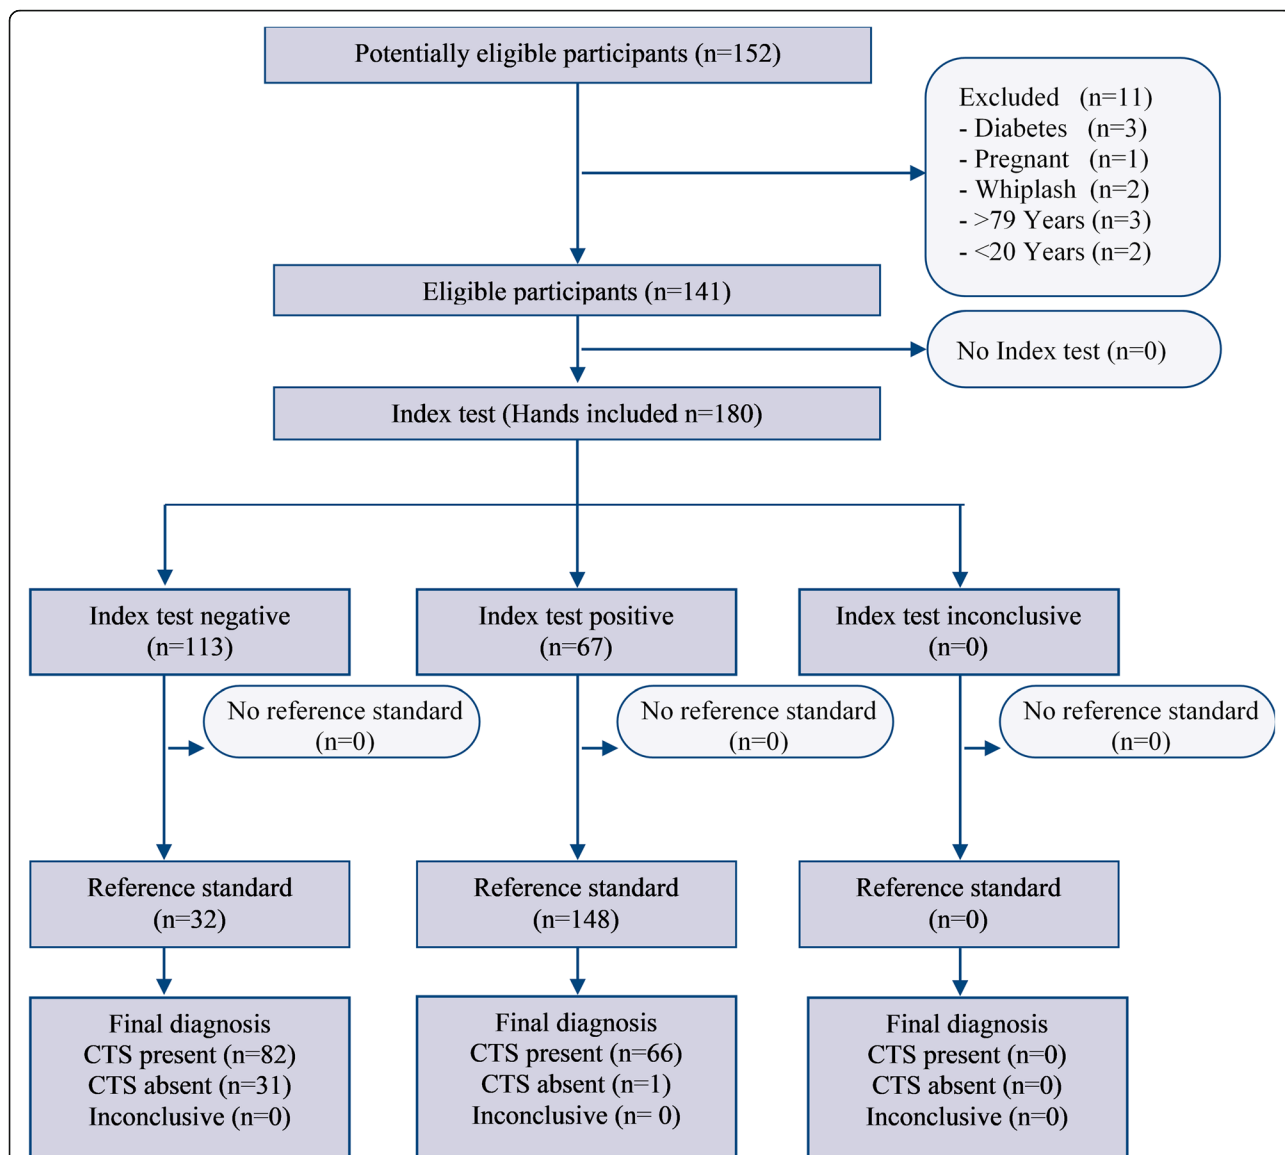 Potentially eligible participants (n=152)
Excluded (n=11)
- Diabetes (n=3)
- Pregnant (n=1)
- Whiplash (n=2)
- >79 Years (n=3)
- <20 Years (n=2)
Eligible participants (n=141)
No Index test (n=0)
Index test (Hands included n=180)
Index test negative
(n=113)
Index test positive
(n=67)
Index test inconclusive
(n=0)
No reference standard
(n=0)
No reference standard
(n=0)
No reference standard
(n=0)
Reference standard
(n=32)
Reference standard
(n=148)
Reference standard
(n=0)
Final diagnosis
CTS present (n=82)
CTS absent (n=31)
Inconclusive (n=0)
Final diagnosis
CTS present (n=66)
CTS absent (n=1)
Inconclusive (n= 0)
Final diagnosis
CTS present (n=0)
CTS absent (n=0)
Inconclusive (n=0)